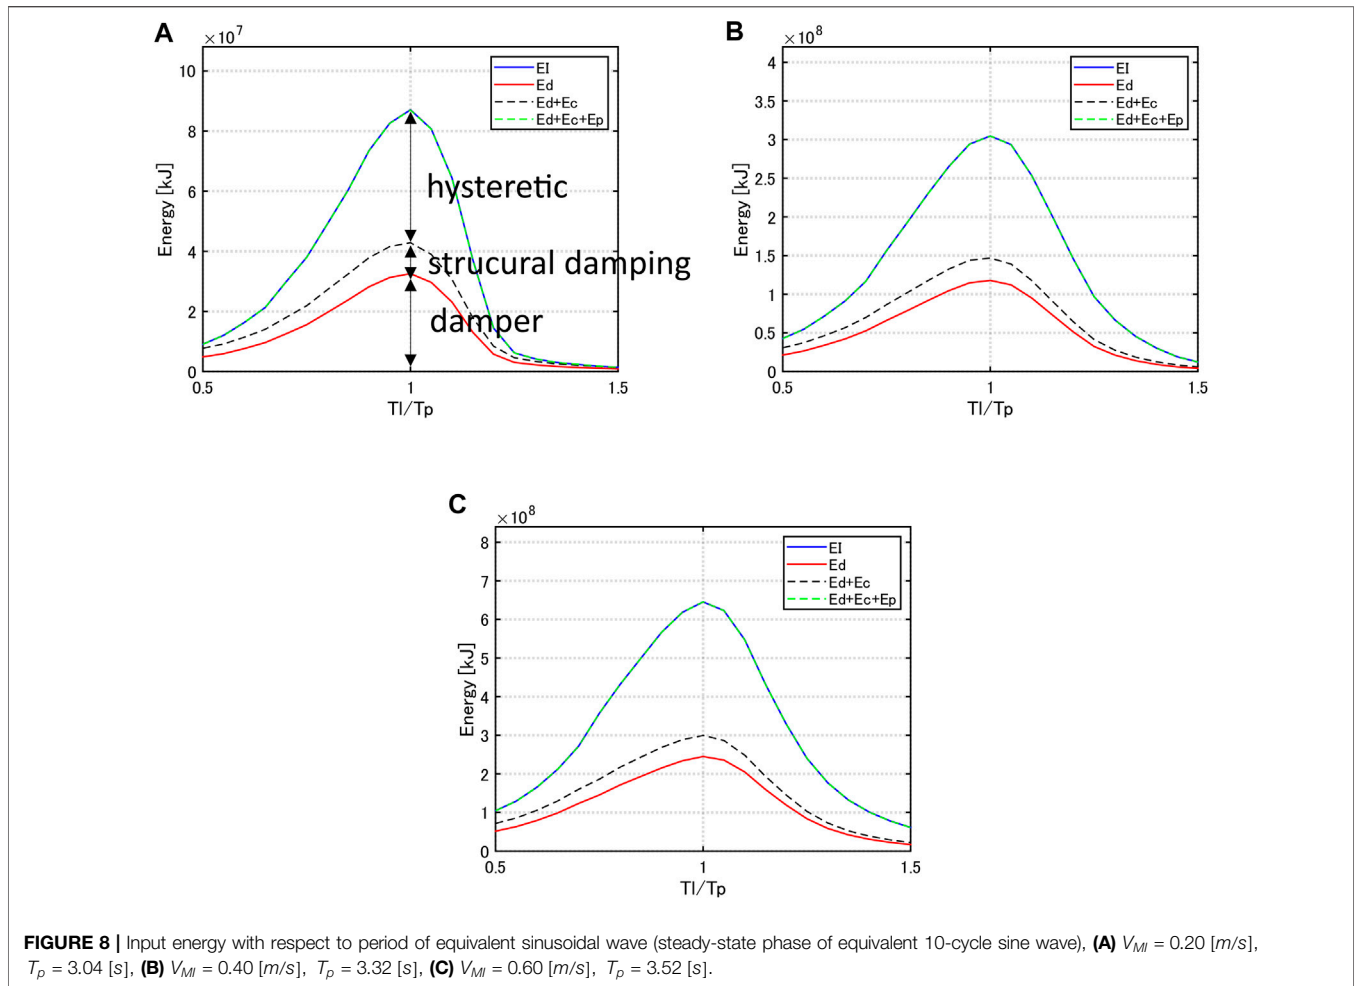 A
×10⁷
10
8
6
4
2
0
0.5
1
1.5
Energy [kJ]
Tl/Tp
EI
Ed
Ed+Ec
Ed+Ec+Ep
hysteretic
strucural damping
damper
B
×10⁸
4
3.5
3
2.5
2
1.5
1
0.5
0
0.5
1
1.5
Energy [kJ]
Tl/Tp
EI
Ed
Ed+Ec
Ed+Ec+Ep
C
×10⁸
8
7
6
5
4
3
2
1
0
0.5
1
1.5
Energy [kJ]
Tl/Tp
EI
Ed
Ed+Ec
Ed+Ec+Ep
FIGURE 8 | Input energy with respect to period of equivalent sinusoidal wave (steady-state phase of equivalent 10-cycle sine wave), (A) V_MI = 0.20 [m/s],
T_p = 3.04 [s], (B) V_MI = 0.40 [m/s], T_p = 3.32 [s], (C) V_MI = 0.60 [m/s], T_p = 3.52 [s].